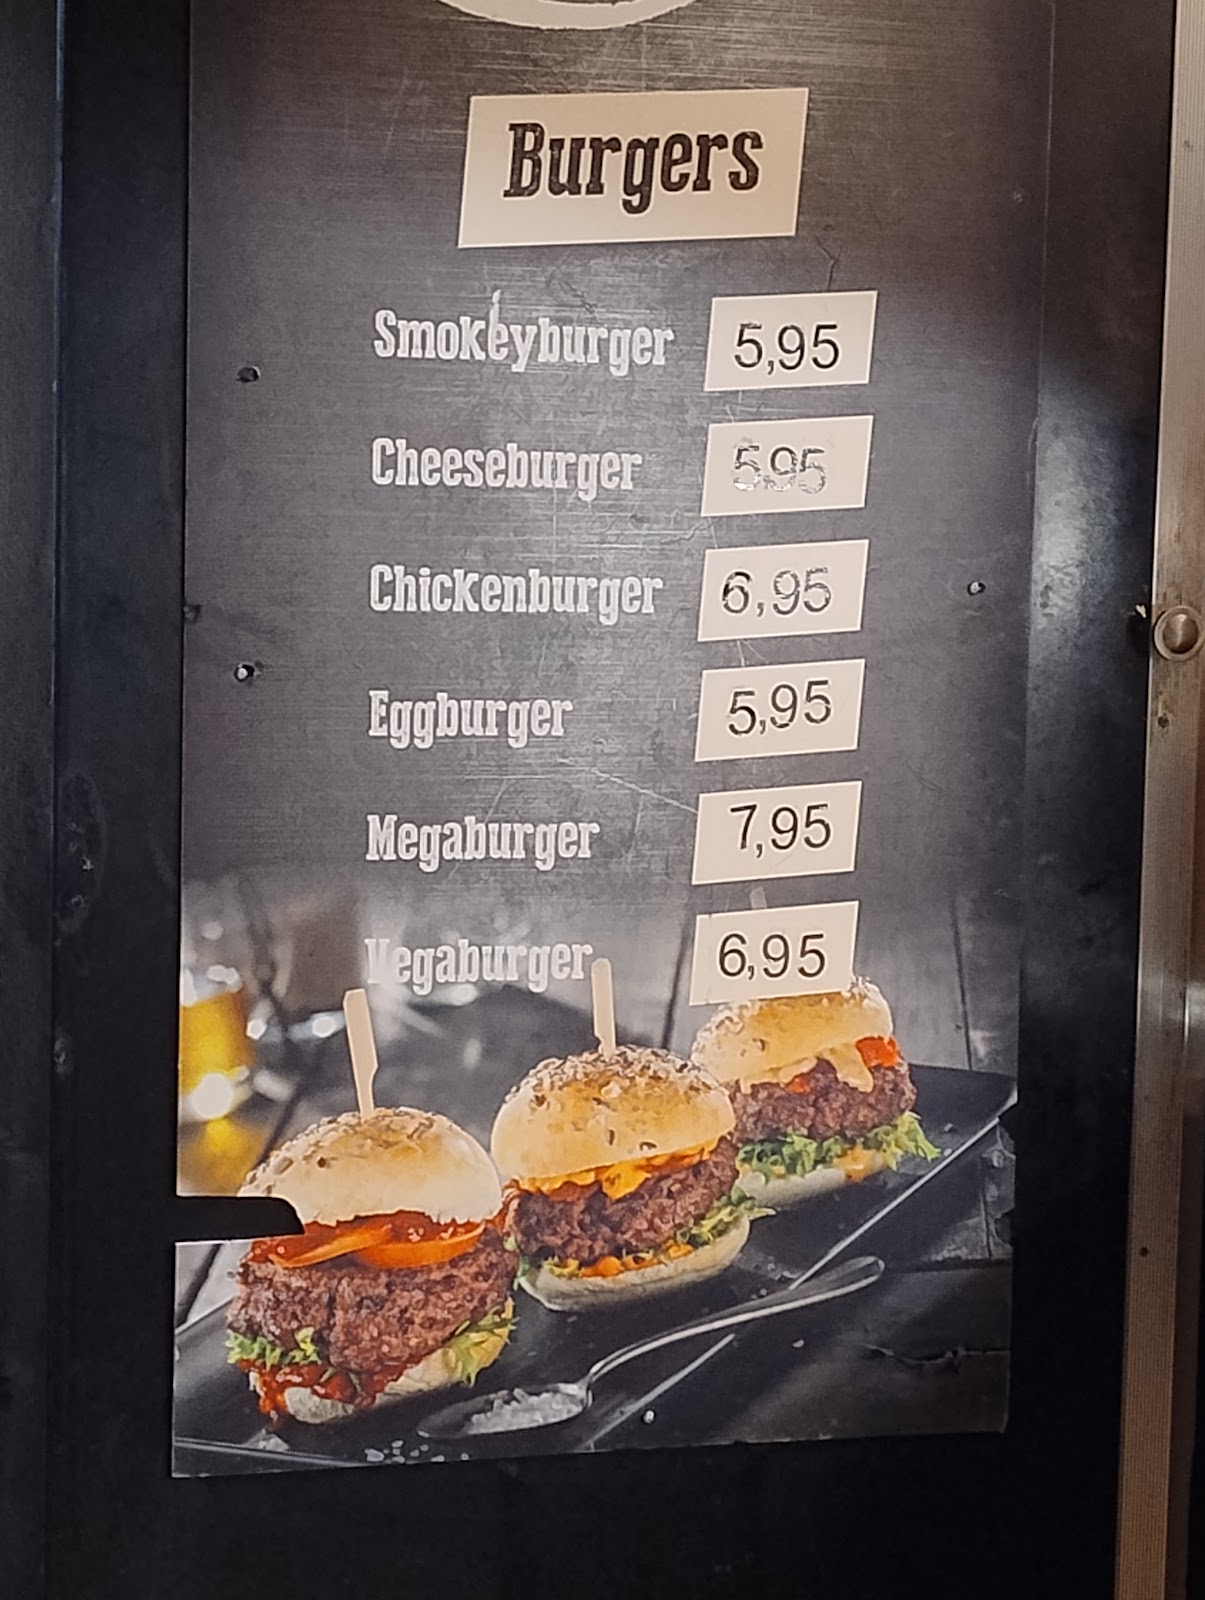 Burgers
Smokeyburger 5,95
Cheeseburger 5,95
Chickenburger 6,95
Eggburger 5,95
Megaburger 7,95
Vegaburger 6,95